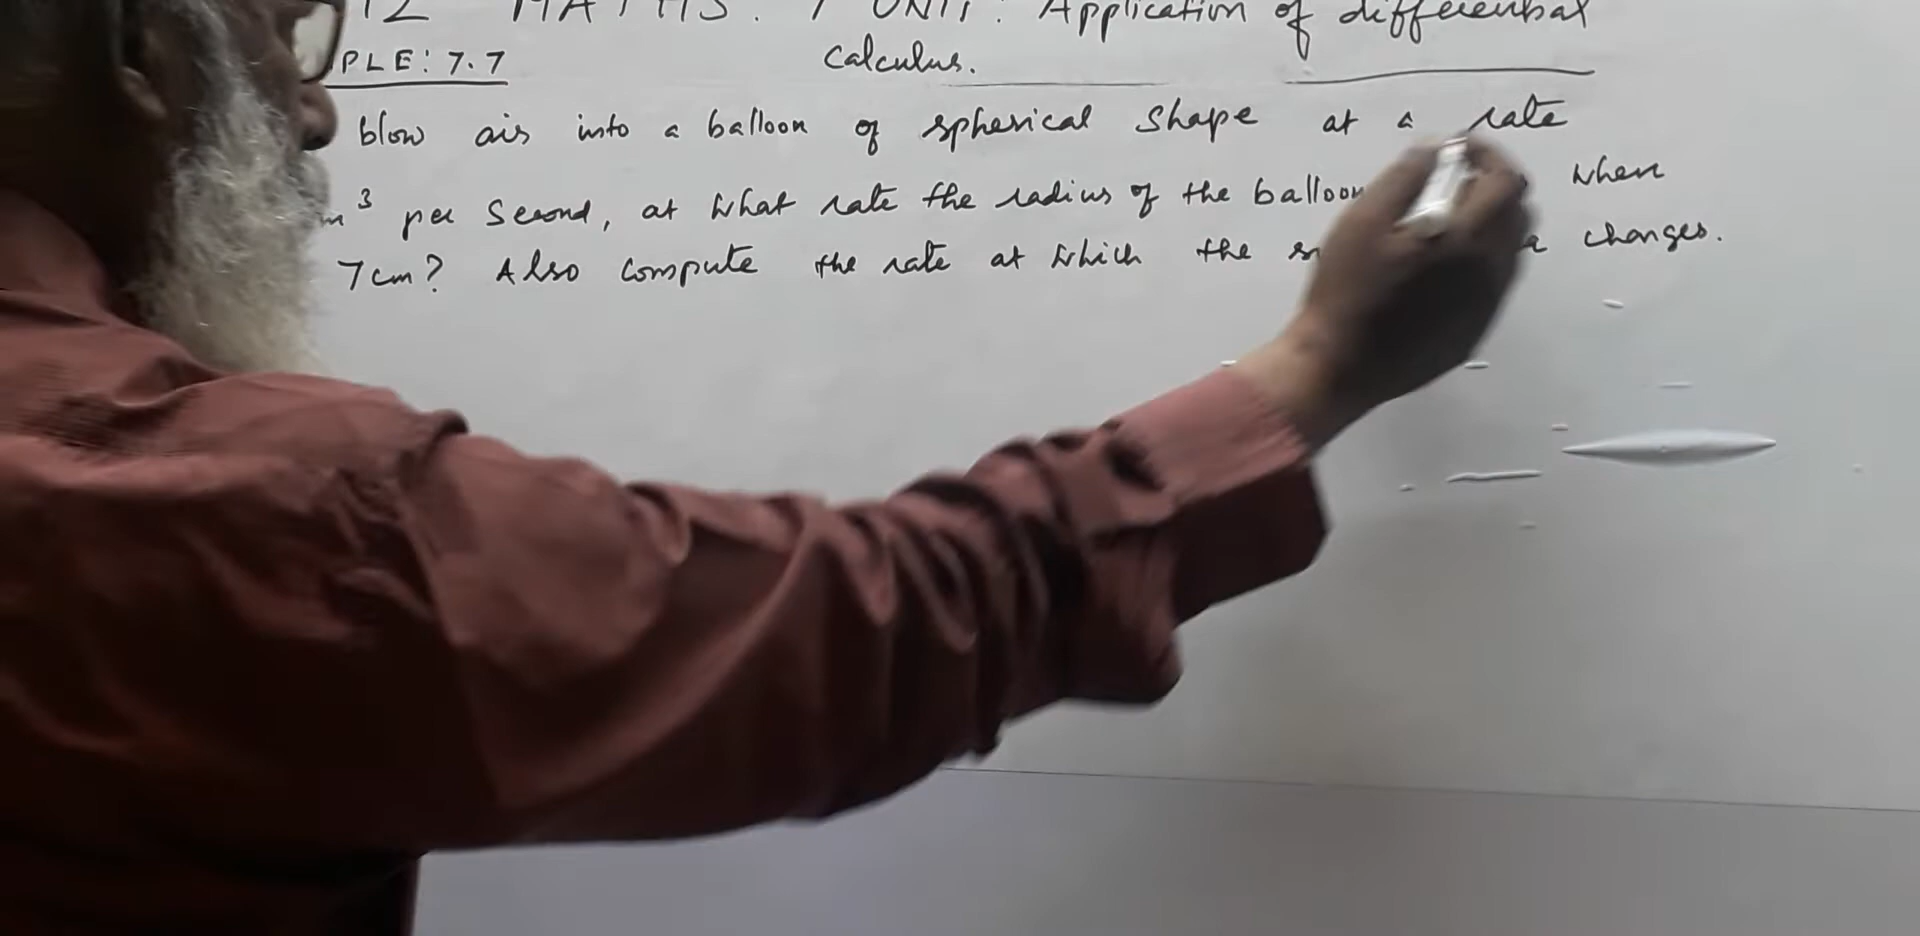 12 MATHS. 7 UNIT: Application of differential
PLE: 7.7 calculus.
blow air into a balloon of spherical shape at a rate
m³ per second, at what rate the radius of the balloon when
7cm? Also compute the rate at which the changes.